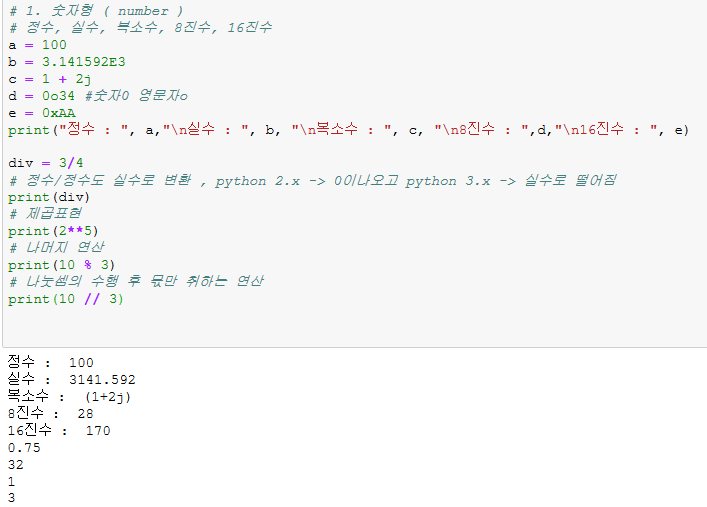 # 1. 숫자형 ( number )
# 정수, 실수, 복소수, 8진수, 16진수
a = 100
b = 3.141592E3
c = 1 + 2j
d = 0o34 #숫자0 영문자o
e = 0xAA
print("정수 : ", a,"\n실수 : ", b, "\n복소수 : ", c, "\n8진수 : ",d,"\n16진수 : ", e)
div = 3/4
# 정수/정수도 실수로 변환 , python 2.x -> 0이나오고 python 3.x -> 실수로 떨어짐
print(div)
# 제곱표현
print(2**5)
# 나머지 연산
print(10 % 3)
# 나눗셈의 수행 후 몫만 취하는 연산
print(10 // 3)
정수 :  100
실수 :  3141.592
복소수 :  (1+2j)
8진수 :  28
16진수 :  170
0.75
32
1
3